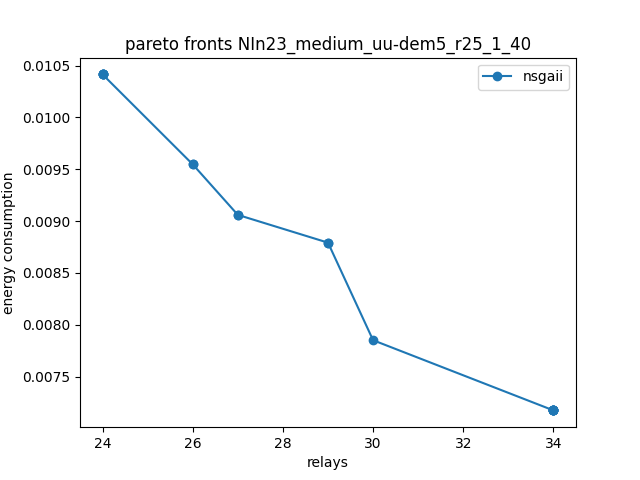 pareto fronts NIn23_medium_uu-dem5_r25_1_40
nsgaii
energy consumption
0.0105
0.0100
0.0095
0.0090
0.0085
0.0080
0.0075
24 26 28 30 32 34
relays